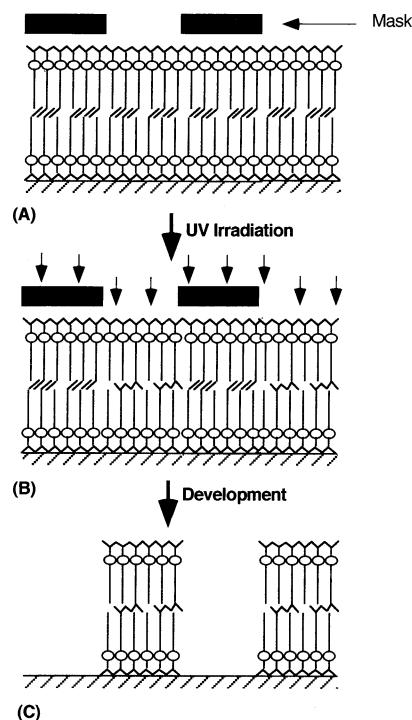 Mask
(A)
UV Irradiation
(B)
Development
(C)